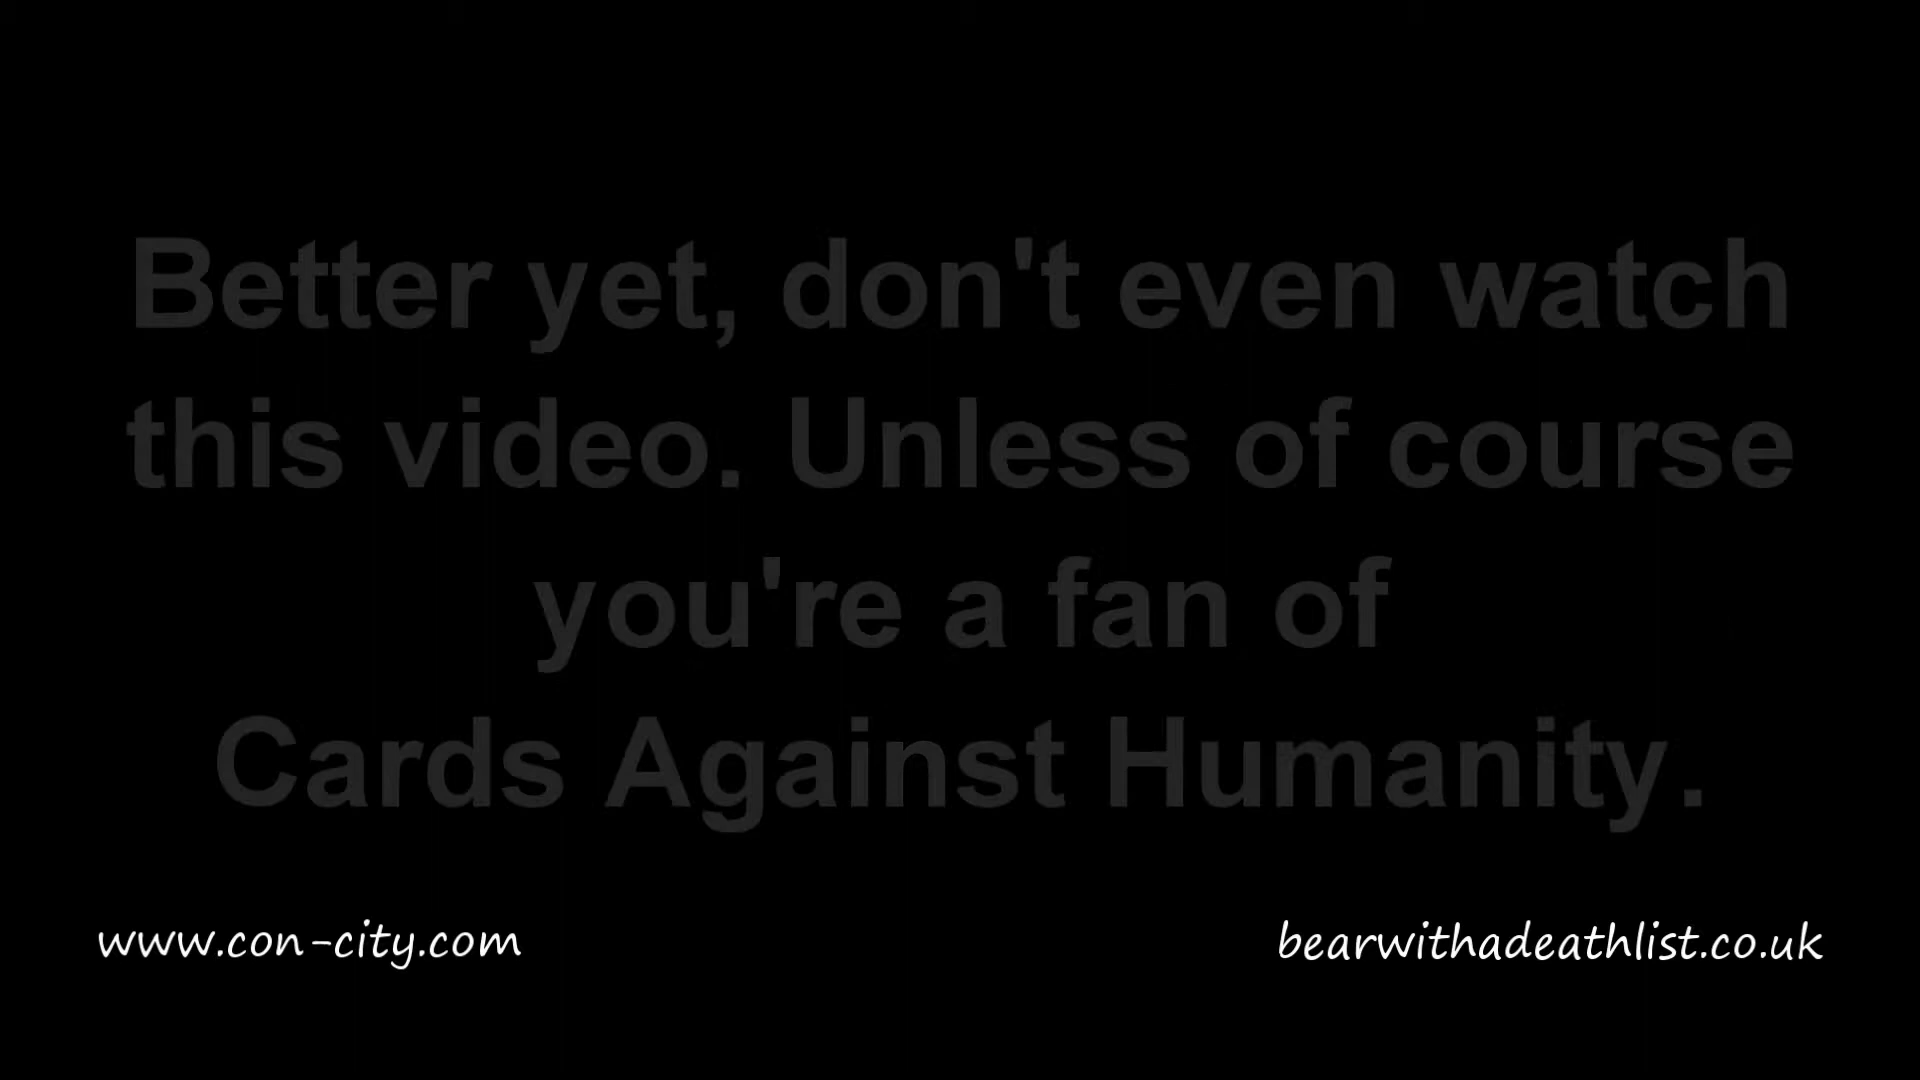 Better yet, don't even watch
this video. Unless of course
you're a fan of
Cards Against Humanity.
www.con-city.com
bearwithadeathlist.co.uk